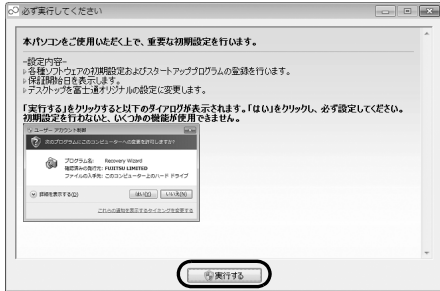 必ず実行してください
本パソコンをご使用いただく上で、重要な初期設定を行います。
-設定内容-
▷各種ソフトウェアの初期設定およびスタートアッププログラムの登録を行います。
▷保証開始日を表示します。
▷デスクトップを富士通オリジナルの設定に変更します。
「実行する」をクリックすると以下のダイアログが表示されます。「はい」をクリックし、必ず設定してください。
初期設定を行わないと、いくつかの機能が使用できません。
ユーザー アカウント制御
次のプログラムにこのコンピューターへの変更を許可しますか?
プログラム名: Recovery Wizard
確認済みの発行元: FUJITSU LIMITED
ファイルの入手先: このコンピューター上のハード ドライブ
詳細を表示する(D) はい(Y) いいえ(N)
これらの通知を表示するタイミングを変更する
実行する